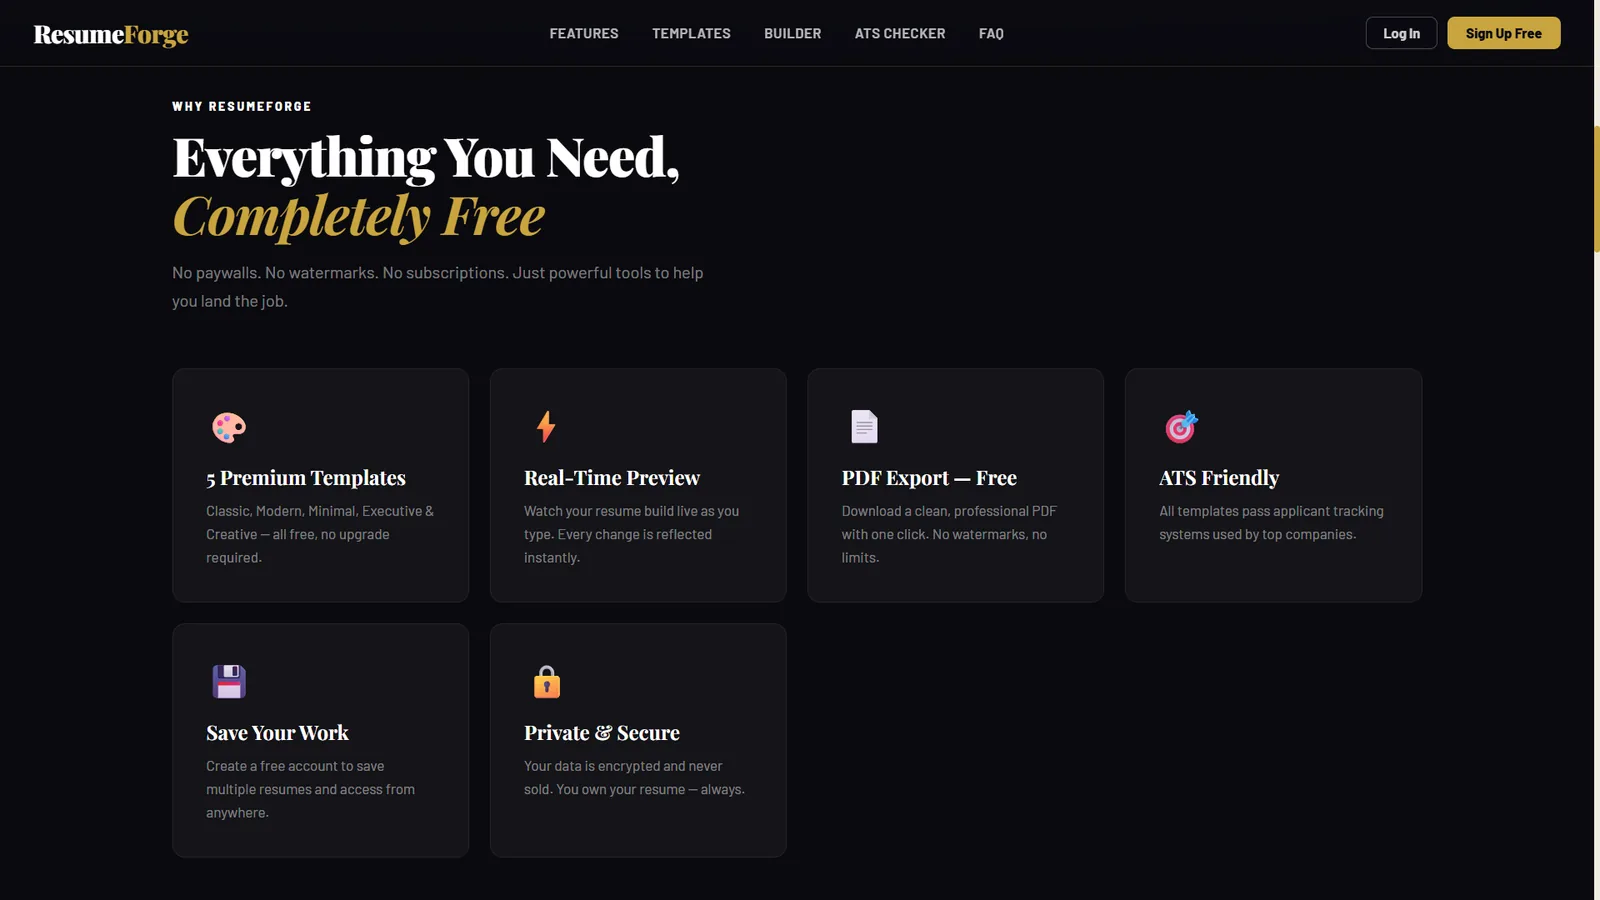 ResumeForge
FEATURES
TEMPLATES
BUILDER
ATS CHECKER
FAQ
Log In
Sign Up Free
WHY RESUMEFORGE
Everything You Need,
Completely Free
No paywalls. No watermarks. No subscriptions. Just powerful tools to help
you land the job.
5 Premium Templates
Classic, Modern, Minimal, Executive &
Creative — all free, no upgrade
required.
Real-Time Preview
Watch your resume build live as you
type. Every change is reflected
instantly.
PDF Export — Free
Download a clean, professional PDF
with one click. No watermarks, no
limits.
ATS Friendly
All templates pass applicant tracking
systems used by top companies.
Save Your Work
Create a free account to save
multiple resumes and access from
anywhere.
Private & Secure
Your data is encrypted and never
sold. You own your resume — always.